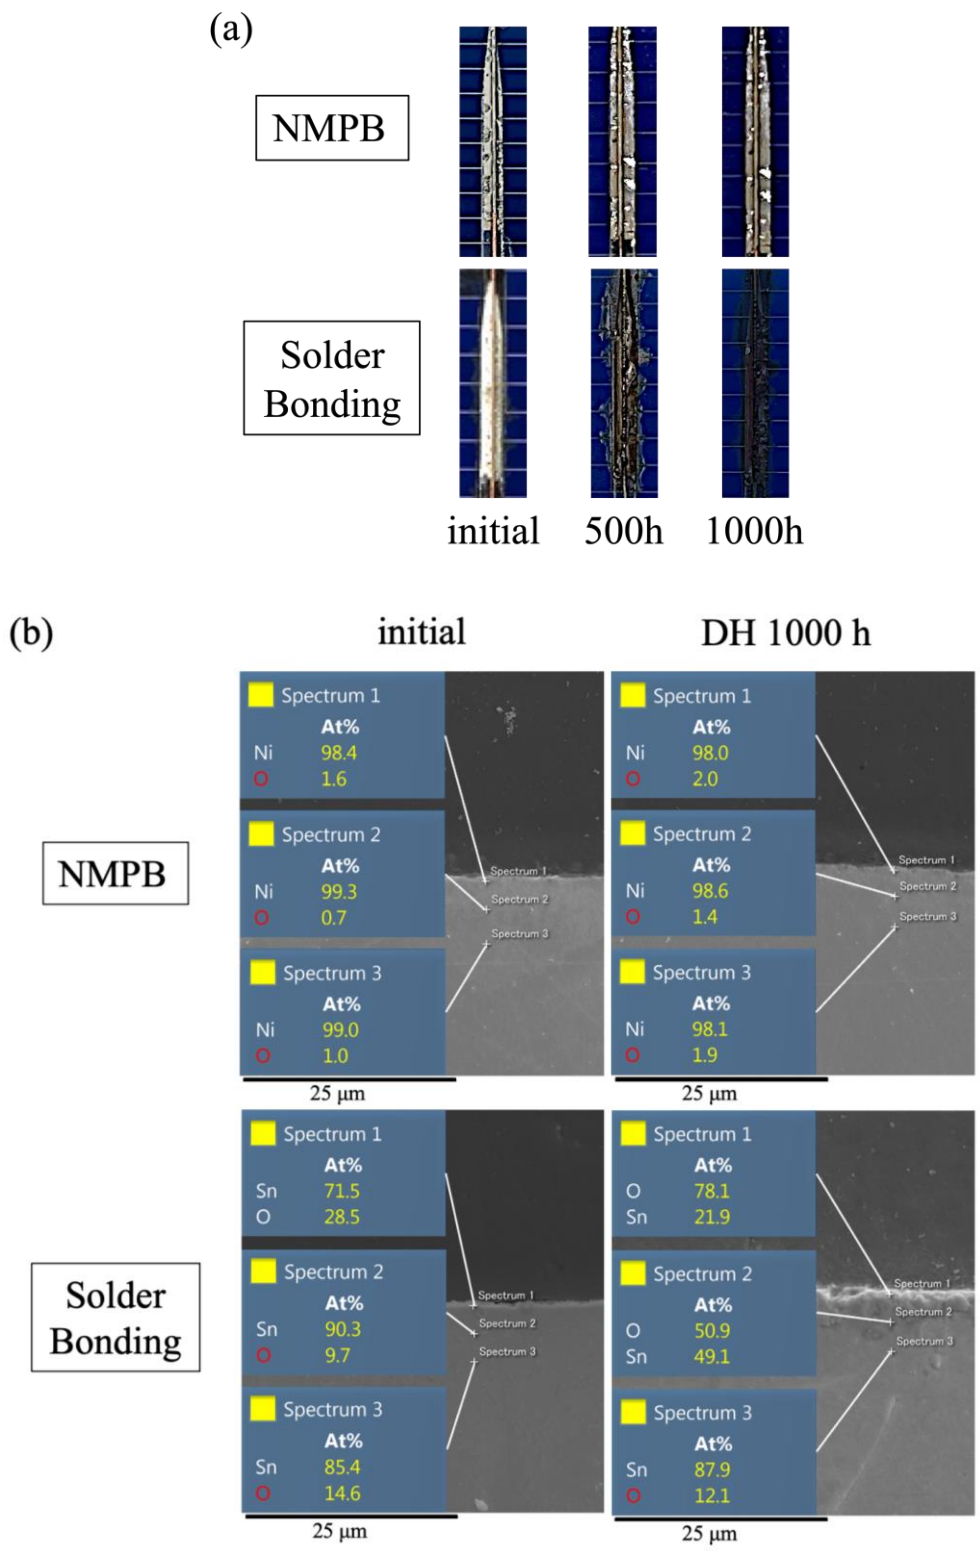 (a)
NMPB
Solder
Bonding
initial 500h 1000h
(b)
initial DH 1000 h
NMPB
Spectrum 1
At%
Ni 98.4
O 1.6
Spectrum 2
At%
Ni 99.3
O 0.7
Spectrum 3
At%
Ni 99.0
O 1.0
Spectrum 1
Spectrum 2
Spectrum 3
25 μm
Spectrum 1
At%
Ni 98.0
O 2.0
Spectrum 2
At%
Ni 98.6
O 1.4
Spectrum 3
At%
Ni 98.1
O 1.9
Spectrum 1
Spectrum 2
Spectrum 3
25 μm
Solder
Bonding
Spectrum 1
At%
Sn 71.5
O 28.5
Spectrum 2
At%
Sn 90.3
O 9.7
Spectrum 3
At%
Sn 85.4
O 14.6
Spectrum 1
Spectrum 2
Spectrum 3
25 μm
Spectrum 1
At%
O 78.1
Sn 21.9
Spectrum 2
At%
O 50.9
Sn 49.1
Spectrum 3
At%
Sn 87.9
O 12.1
Spectrum 1
Spectrum 2
Spectrum 3
25 μm